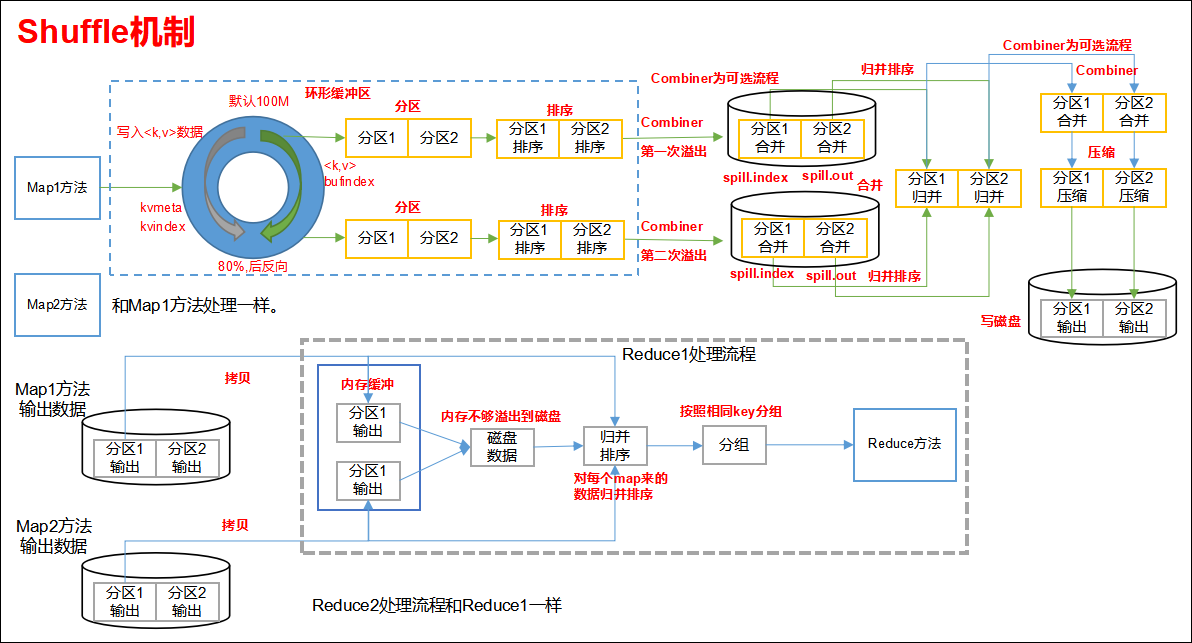 Shuffle机制
Map1方法
写入<k,v>数据
默认100M
环形缓冲区
kvmeta
kvindex
<k,v>
bufindex
80%,后反向
分区
分区1
分区2
排序
分区1
排序
分区2
排序
分区
分区1
分区2
排序
分区1
排序
分区2
排序
Combiner
第一次溢出
Combiner
第二次溢出
Combiner为可选流程
分区1
合并
分区2
合并
spill.index
spill.out
合并
分区1
合并
分区2
合并
spill.index
spill.out
归并排序
归并排序
分区1
归并
分区2
归并
Combiner为可选流程
Combiner
分区1
合并
分区2
合并
压缩
分区1
压缩
分区2
压缩
写磁盘
分区1
输出
分区2
输出
Map2方法
和Map1方法处理一样。
Map1方法
输出数据
分区1
输出
分区2
输出
拷贝
Map2方法
输出数据
分区1
输出
分区2
输出
拷贝
Reduce1处理流程
内存缓冲
分区1
输出
分区1
输出
内存不够溢出到磁盘
磁盘
数据
归并
排序
对每个map来的
数据归并排序
按照相同key分组
分组
Reduce方法
Reduce2处理流程和Reduce1一样